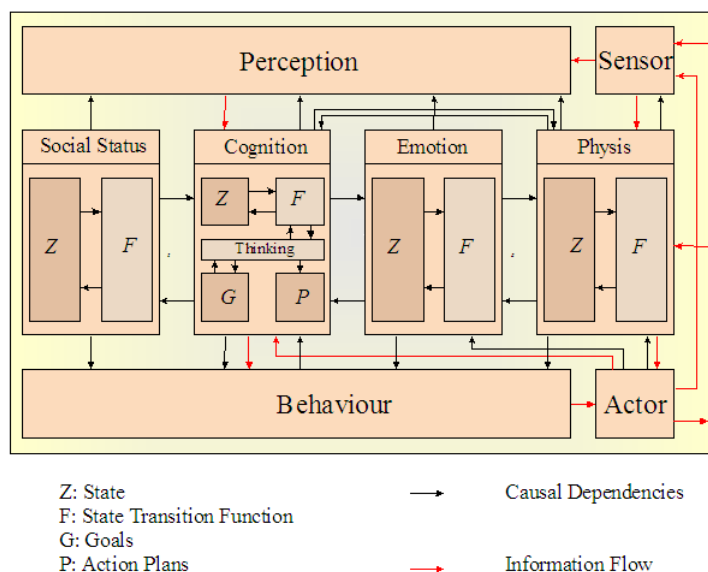 Perception
Sensor
Social Status
Cognition
Emotion
Physis
Z
F
Z
F
Thinking
G
P
Z
F
Z
F
Behaviour
Actor
Z: State
F: State Transition Function
G: Goals
P: Action Plans
Causal Dependencies
Information Flow